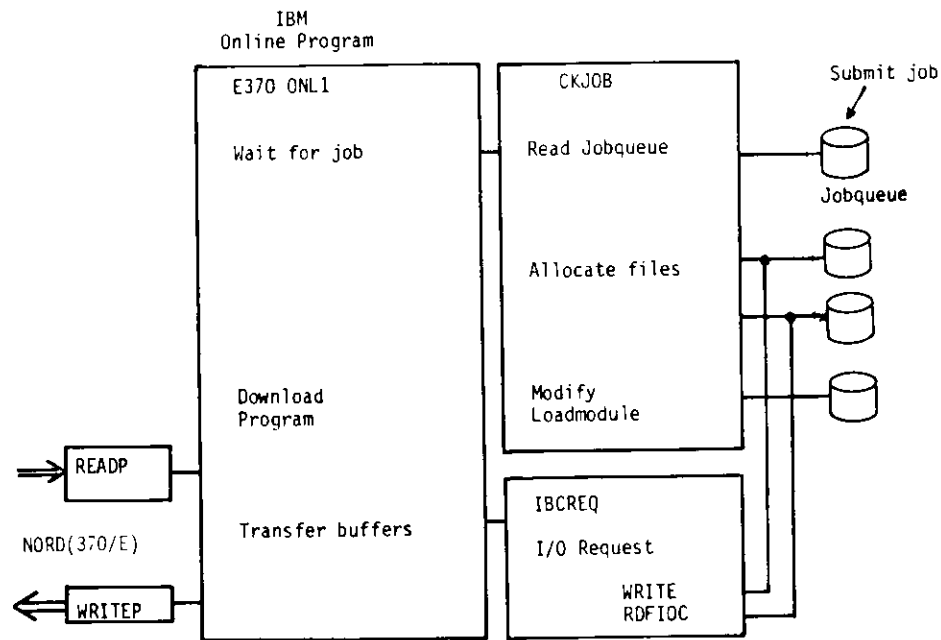 IBM
Online Program
E370 ONL1
CKJOB
Submit job
Wait for job
Read Jobqueue
Jobqueue
Allocate files
Download
Program
Modify
Loadmodule
READP
IBCREQ
Transfer buffers
NORD(370/E)
I/O Request
WRITE
RDFIOC
WRITEP